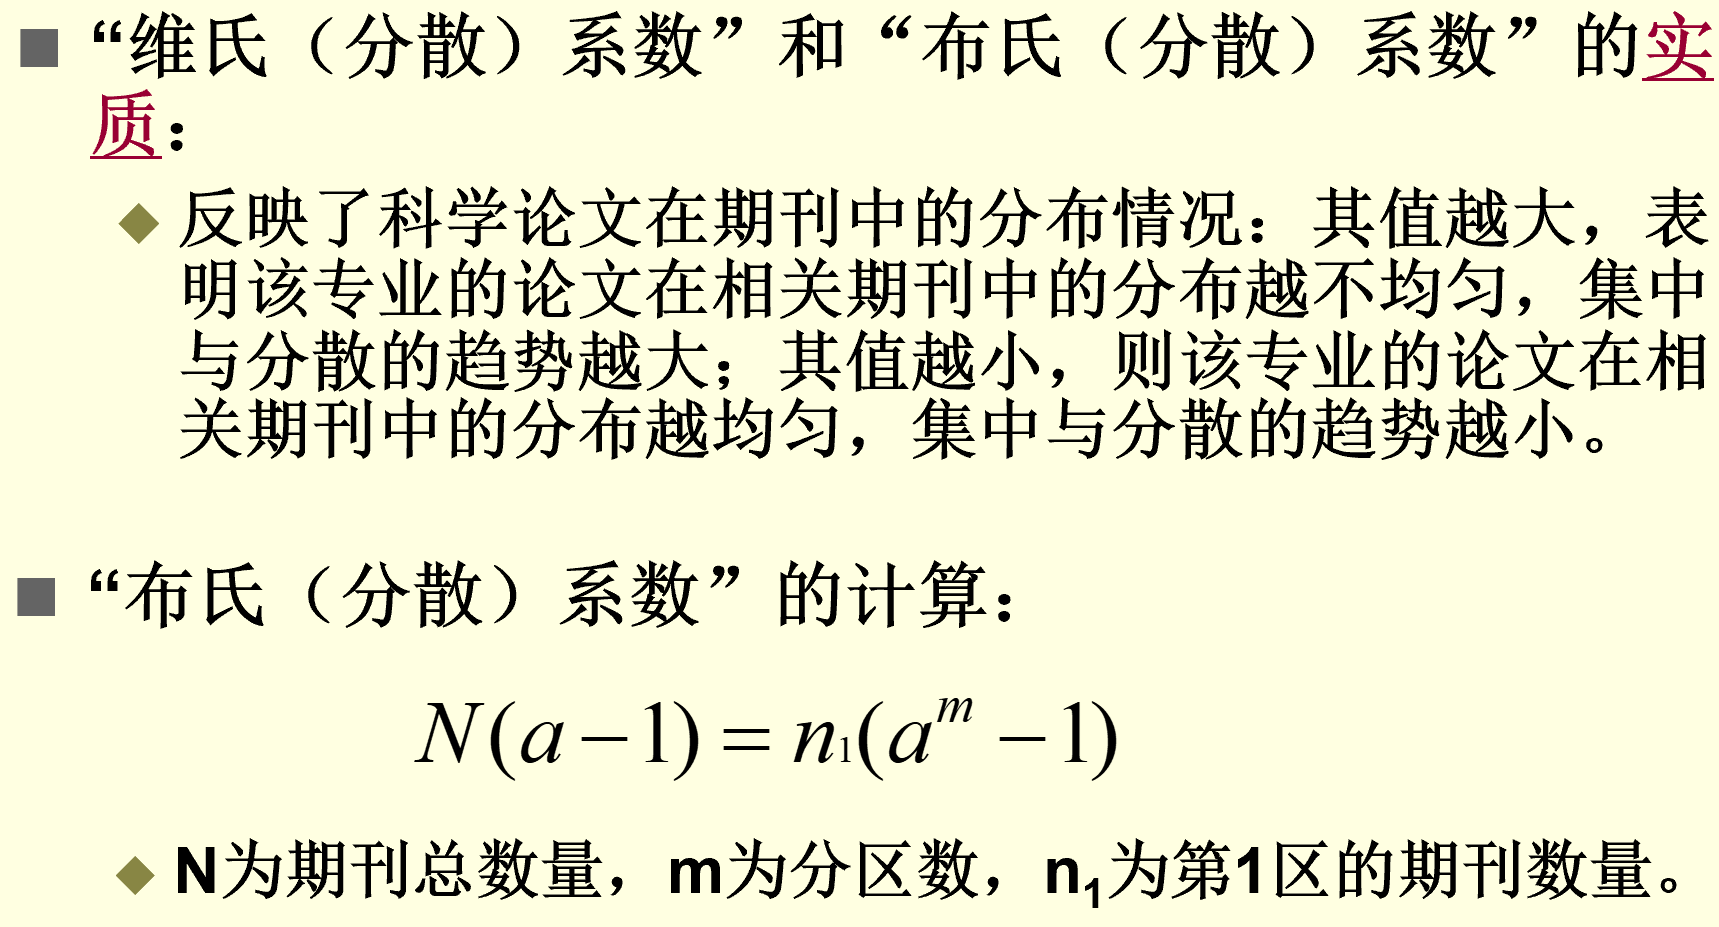 “维氏（分散）系数”和“布氏（分散）系数”的实
质：
反映了科学论文在期刊中的分布情况：其值越大，表
明该专业的论文在相关期刊中的分布越不均匀，集中
与分散的趋势越大；其值越小，则该专业的论文在相
关期刊中的分布越均匀，集中与分散的趋势越小。
“布氏（分散）系数”的计算：
N(a−1)=n₁(aᵐ−1)
N为期刊总数量，m为分区数，n₁为第1区的期刊数量。